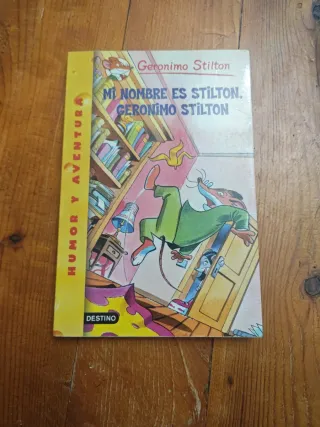 Geronimo Stilton
MI NOMBRE ES STILTON,
GERONIMO STILTON
HUMOR Y AVENTURA
DESTINO